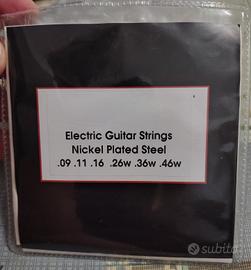 Electric Guitar Strings
Nickel Plated Steel
.09 .11 .16 .26w .36w .46w
subito